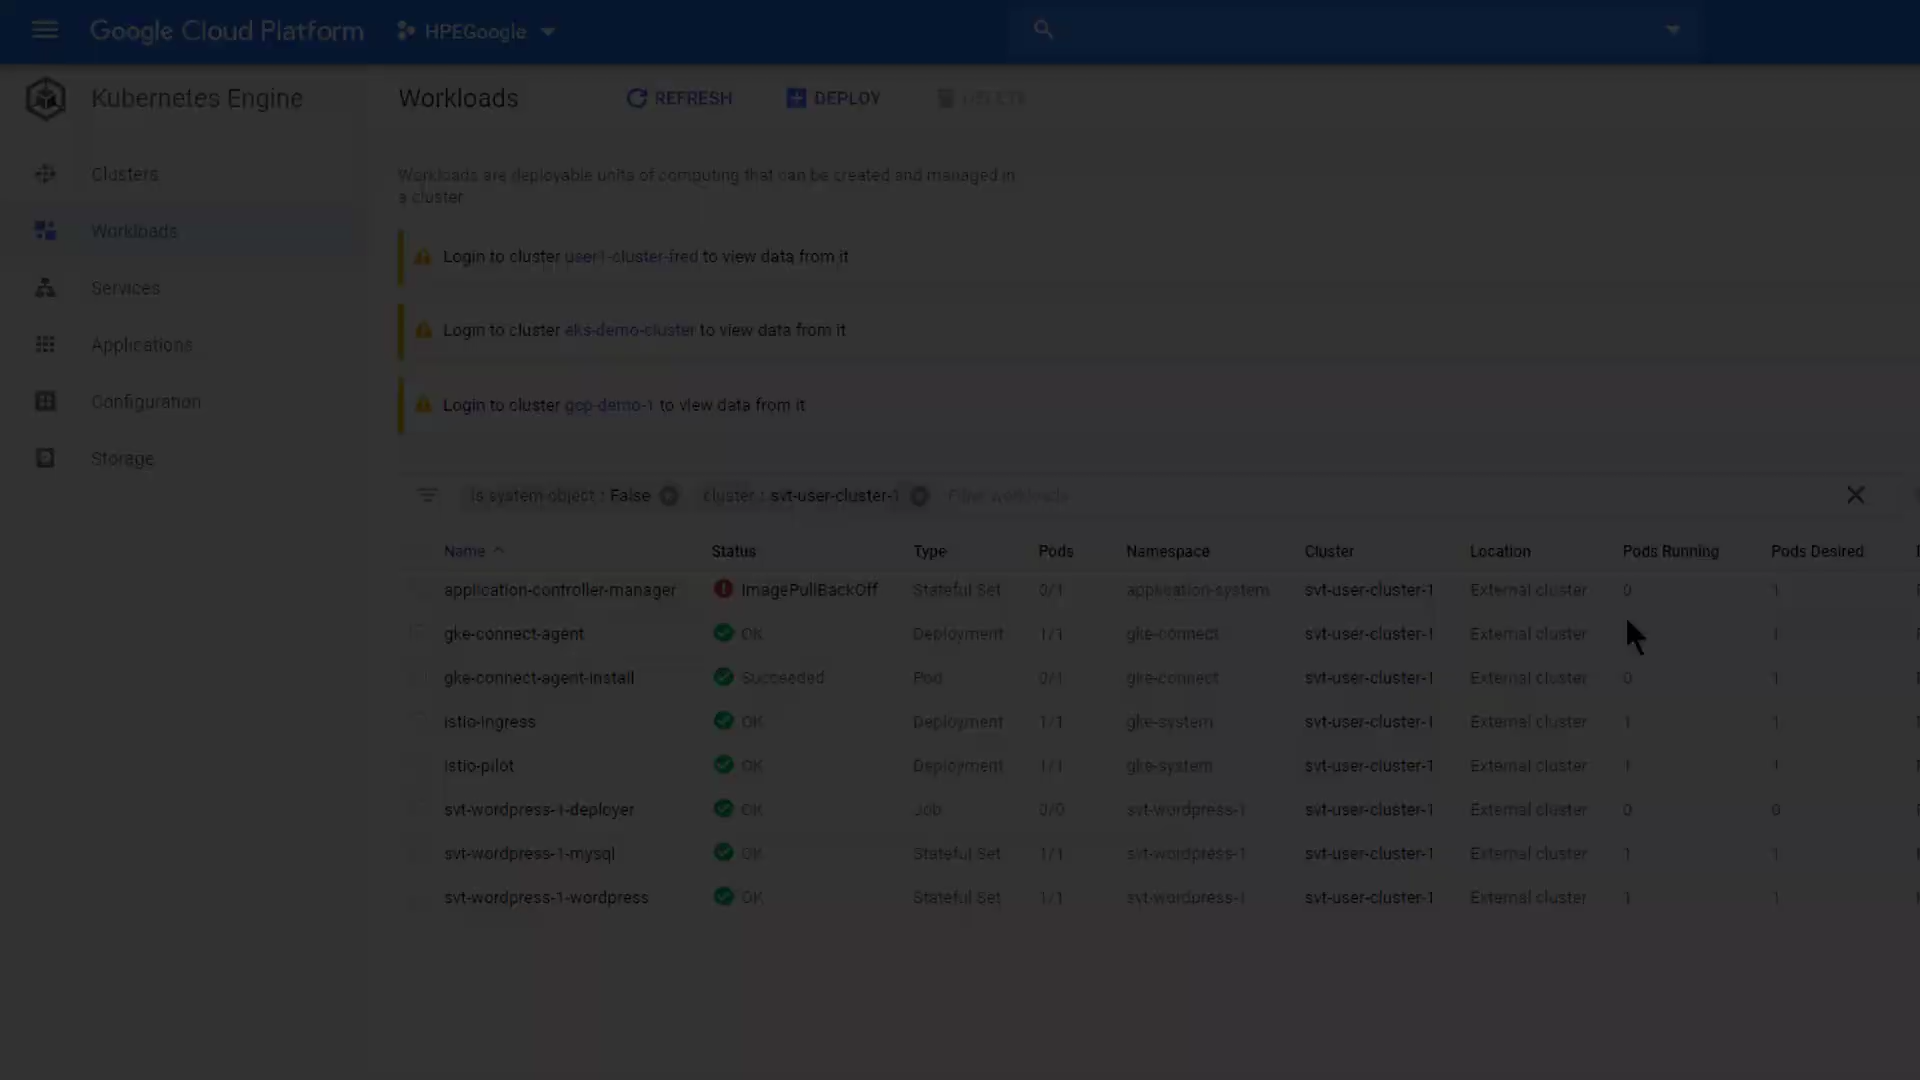 Google Cloud Platform HPEGoogle
Kubernetes Engine
Workloads REFRESH DEPLOY DELETE
Clusters
Workloads
Services
Applications
Configuration
Storage
Workloads are deployable units of computing that can be created and managed in
a cluster
Login to cluster user1-cluster-fred to view data from it
Login to cluster eks-demo-cluster to view data from it
Login to cluster gcp-demo-1 to view data from it
Is system object : False cluster : svt-user-cluster-1 Filter workloads
Name Status Type Pods Namespace Cluster Location Pods Running Pods Desired
application-controller-manager ImagePullBackOff Stateful Set 0/1 application-system svt-user-cluster-1 External cluster 0 1
gke-connect-agent OK Deployment 1/1 gke-connect svt-user-cluster-1 External cluster 1
gke-connect-agent-install Succeeded Pod 0/1 gke-connect svt-user-cluster-1 External cluster 0 1
istio-ingress OK Deployment 1/1 gke-system svt-user-cluster-1 External cluster 1 1
istio-pilot OK Deployment 1/1 gke-system svt-user-cluster-1 External cluster 1 1
svt-wordpress-1-deployer OK Job 0/0 svt-wordpress-1 svt-user-cluster-1 External cluster 0 0
svt-wordpress-1-mysql OK Stateful Set 1/1 svt-wordpress-1 svt-user-cluster-1 External cluster 1 1
svt-wordpress-1-wordpress OK Stateful Set 1/1 svt-wordpress-1 svt-user-cluster-1 External cluster 1 1